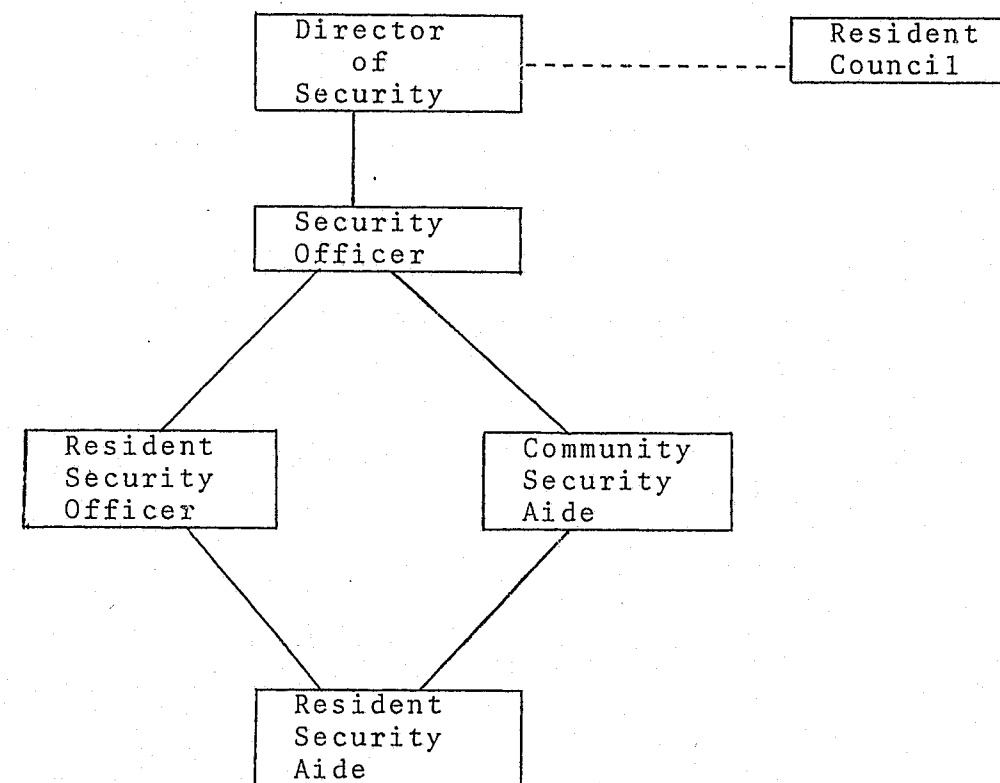 Director
of
Security
Resident
Council
Security
Officer
Resident
Security
Officer
Community
Security
Aide
Resident
Security
Aide